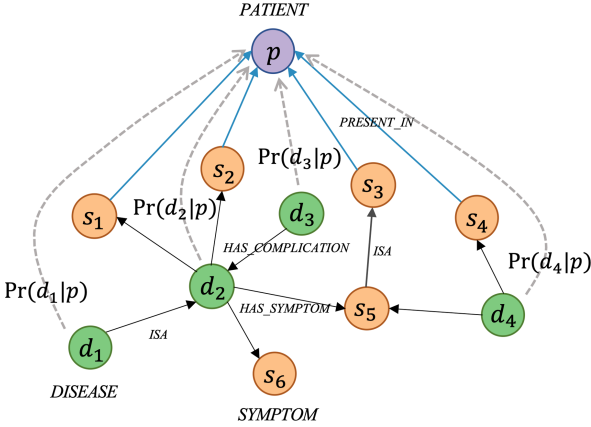 PATIENT
p
PRESENT_IN
Pr(d₃|p)
s₂
s₃
Pr(d₂|p)
s₁
d₃
s₄
HAS_COMPLICATION
ISA
Pr(d₄|p)
Pr(d₁|p)
d₂
HAS_SYMPTOM
s₅
d₄
ISA
d₁
s₆
DISEASE
SYMPTOM